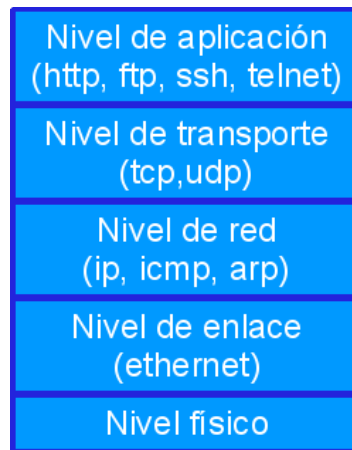 Nivel de aplicación
(http, ftp, ssh, telnet)
Nivel de transporte
(tcp,udp)
Nivel de red
(ip, icmp, arp)
Nivel de enlace
(ethernet)
Nivel físico